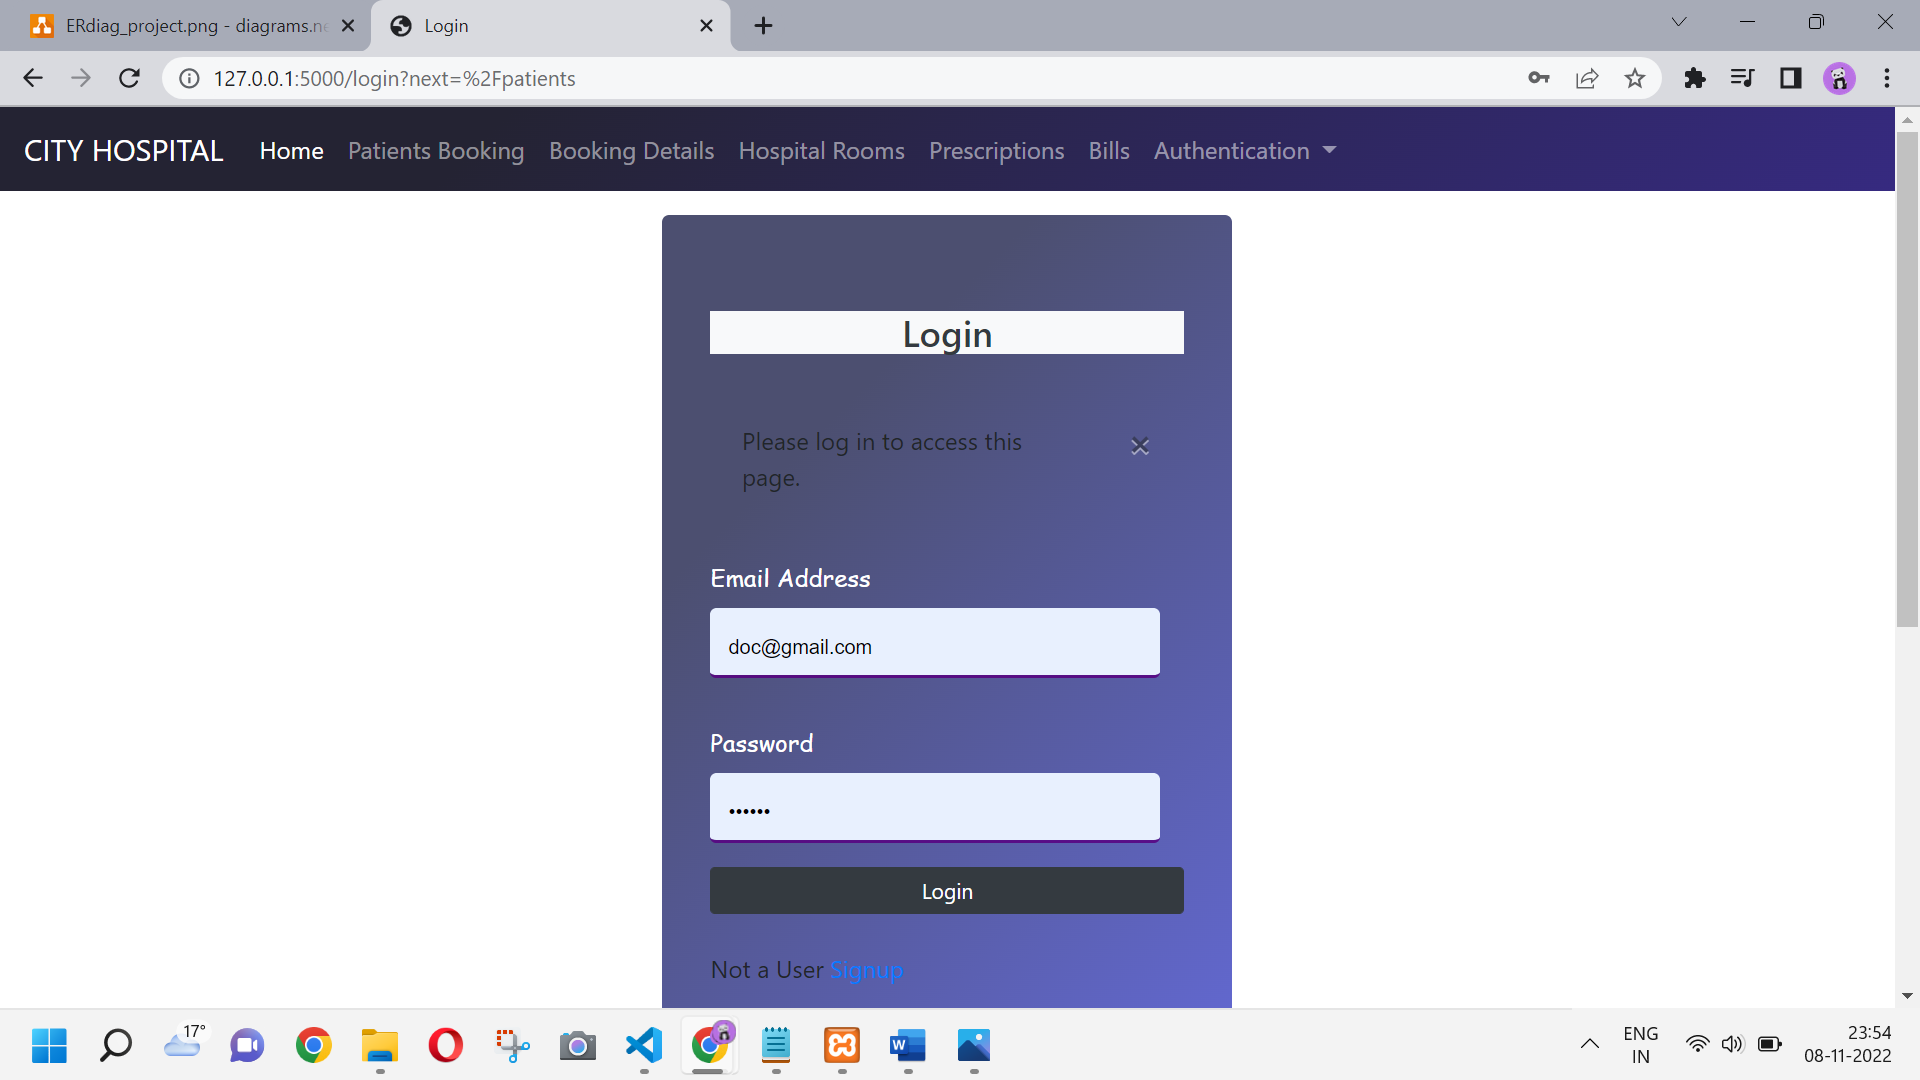 ERdiag_project.png - diagrams.ne
Login
127.0.0.1:5000/login?next=%2Fpatients
CITY HOSPITAL Home Patients Booking Booking Details Hospital Rooms Prescriptions Bills Authentication
Login
Please log in to access this
page.
Email Address
doc@gmail.com
Password
••••••
Login
Not a User Signup
17°
ENG
IN
23:54
08-11-2022